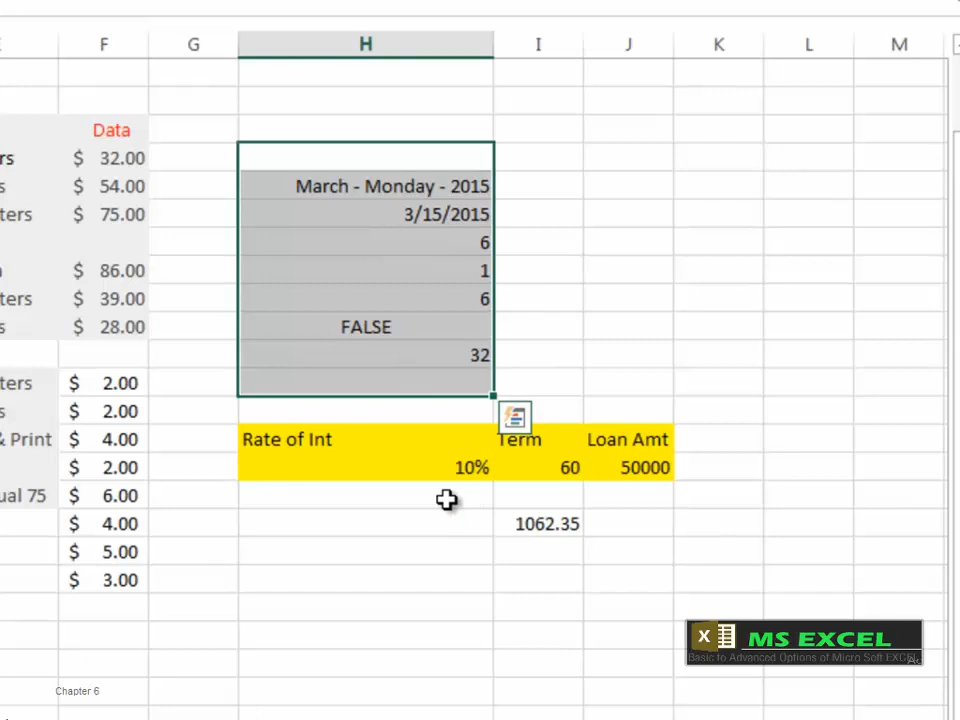 E F G H I J K L M
Data
rs $ 32.00
s $ 54.00 March - Monday - 2015
ters $ 75.00 3/15/2015
6
$ 86.00 1
ters $ 39.00 6
s $ 28.00 FALSE
32
ters $ 2.00
s $ 2.00
& Print $ 4.00 Rate of Int Term Loan Amt
$ 2.00 10% 60 50000
ual 75 $ 6.00
$ 4.00 1062.35
$ 5.00
$ 3.00
X MS EXCEL
Basic to Advanced Options of Micro Soft EXCEL
Chapter 6